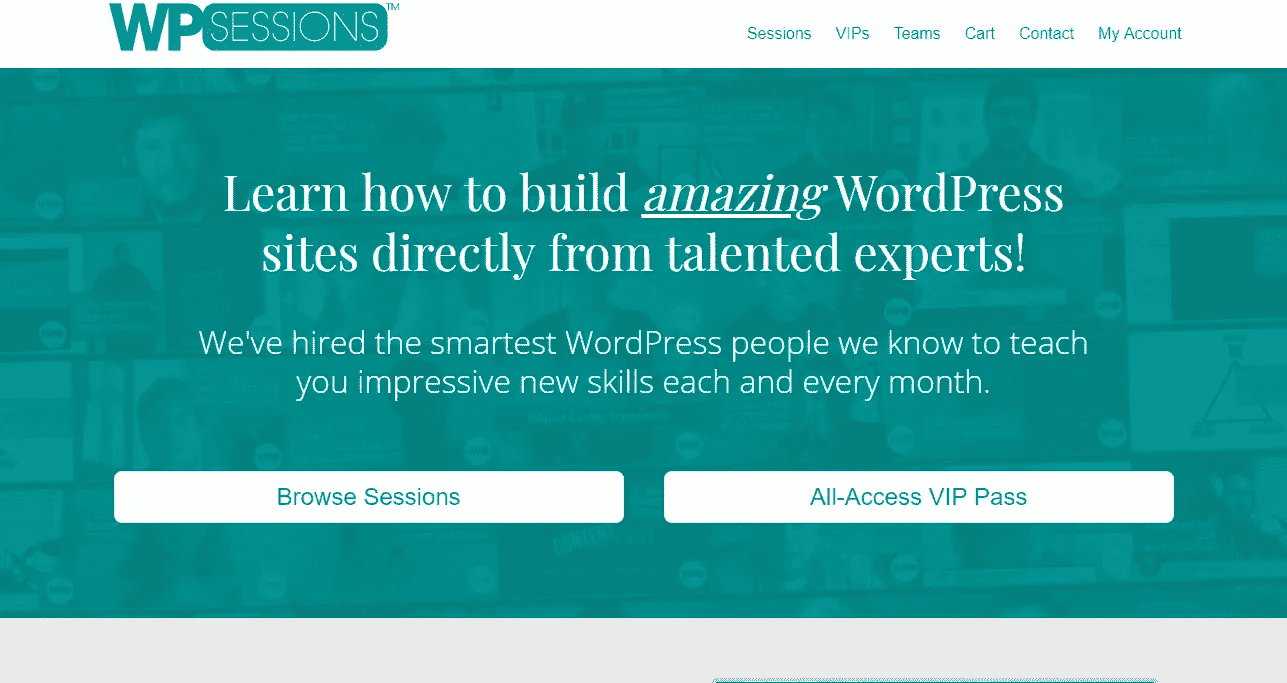 WPSESSIONS™
Sessions VIPs Teams Cart Contact My Account
Learn how to build amazing WordPress
sites directly from talented experts!
We've hired the smartest WordPress people we know to teach
you impressive new skills each and every month.
Browse Sessions
All-Access VIP Pass